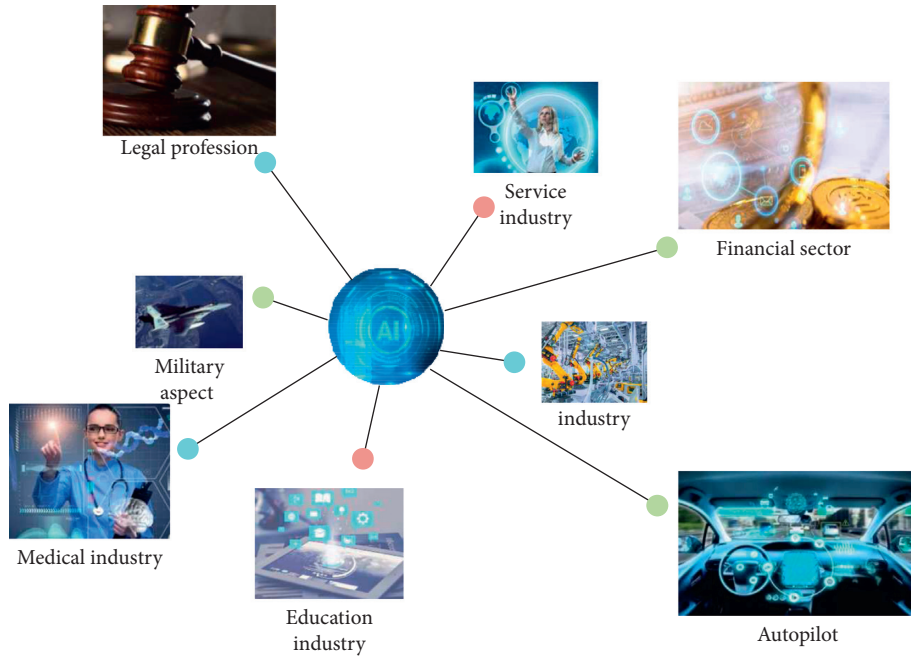 Legal profession
Service
industry
Financial sector
AI
Military
aspect
industry
Medical industry
Education
industry
Autopilot